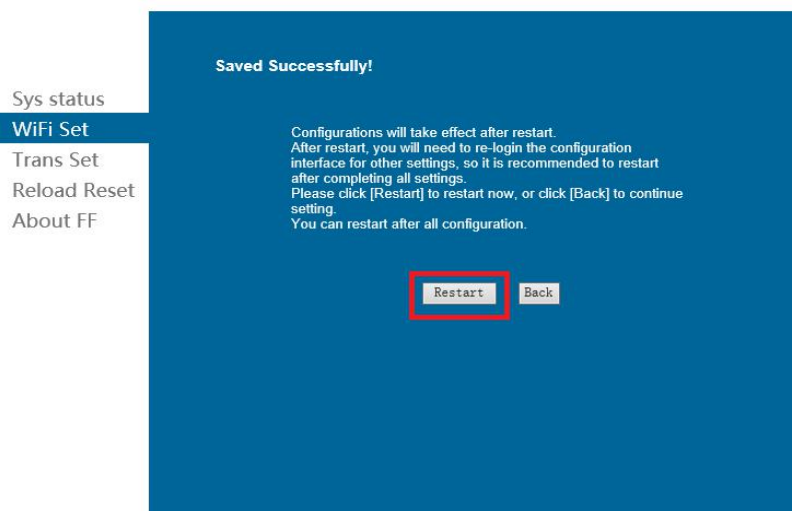 Saved Successfully!
Sys status
WiFi Set
Trans Set
Reload Reset
About FF
Configurations will take effect after restart.
After restart, you will need to re-login the configuration
interface for other settings, so it is recommended to restart
after completing all settings.
Please click [Restart] to restart now, or click [Back] to continue
setting.
You can restart after all configuration.
Restart
Back